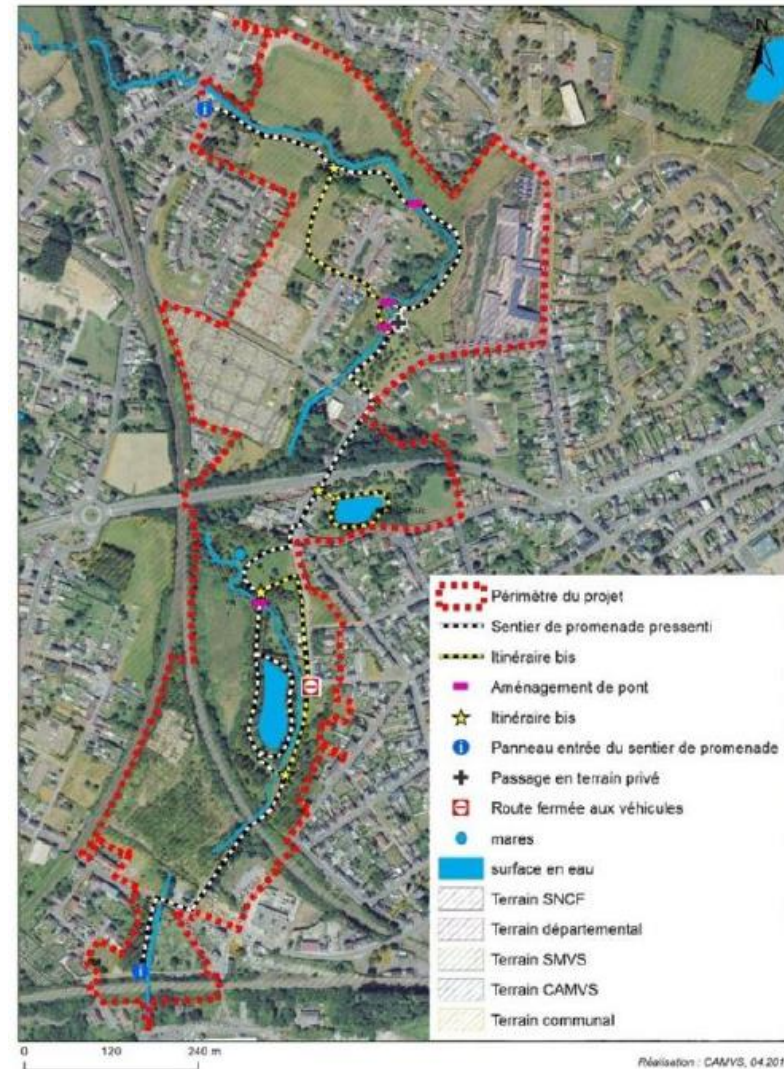 N
Périmètre du projet
Sentier de promenade pressenti
Itinéraire bis
Aménagement de pont
Itinéraire bis
Panneau entrée du sentier de promenade
Passage en terrain privé
Route fermée aux véhicules
mares
surface en eau
Terrain SNCF
Terrain départemental
Terrain SMVS
Terrain CAMVS
Terrain communal
0 120 240 m
Réalisation : CAMVS, 04.201